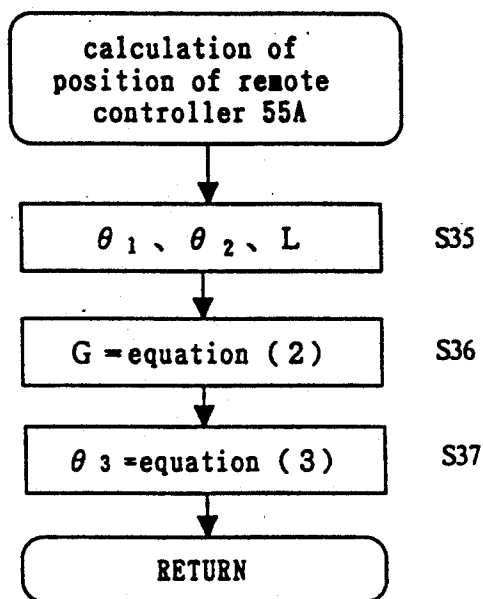 calculation of
position of remote
controller 55A
θ 1 、 θ 2 、 L
S35
G =equation (2)
S36
θ 3 =equation (3)
S37
RETURN